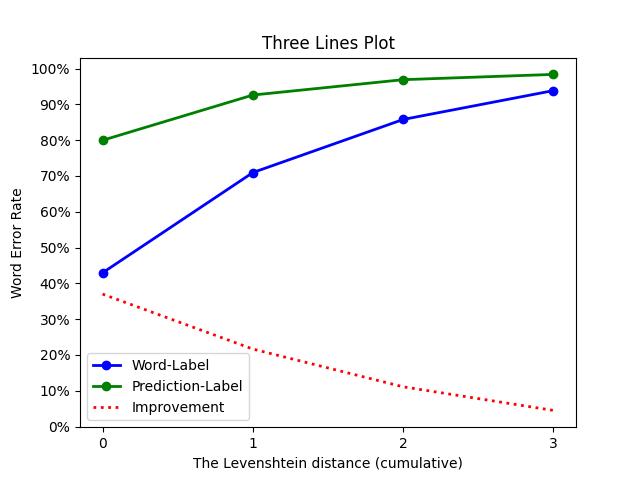 Three Lines Plot
100%
90%
80%
70%
60%
50%
40%
30%
20%
10%
0%
Word Error Rate
Word-Label
Prediction-Label
Improvement
0 1 2 3
The Levenshtein distance (cumulative)